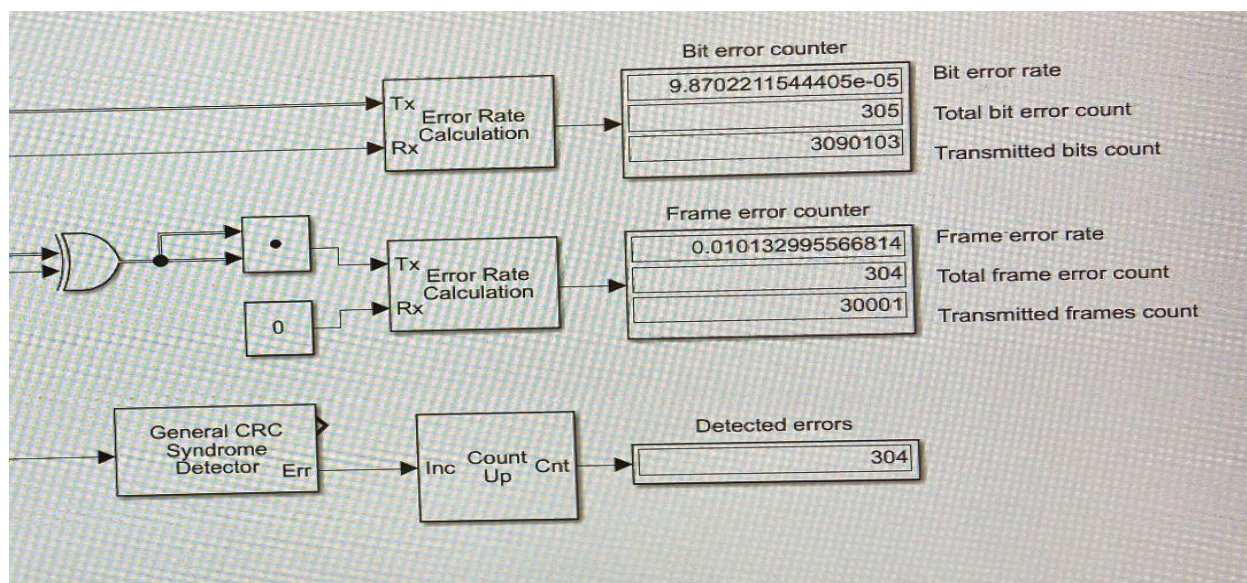 Bit error counter
Tx
Rx
Error Rate
Calculation
9.8702211544405e-05
305
3090103
Bit error rate
Total bit error count
Transmitted bits count
Frame error counter
Tx
Rx
Error Rate
Calculation
0
0.010132995566814
304
30001
Frame error rate
Total frame error count
Transmitted frames count
General CRC
Syndrome
Detector
Err
Inc
Count
Up
Cnt
Detected errors
304